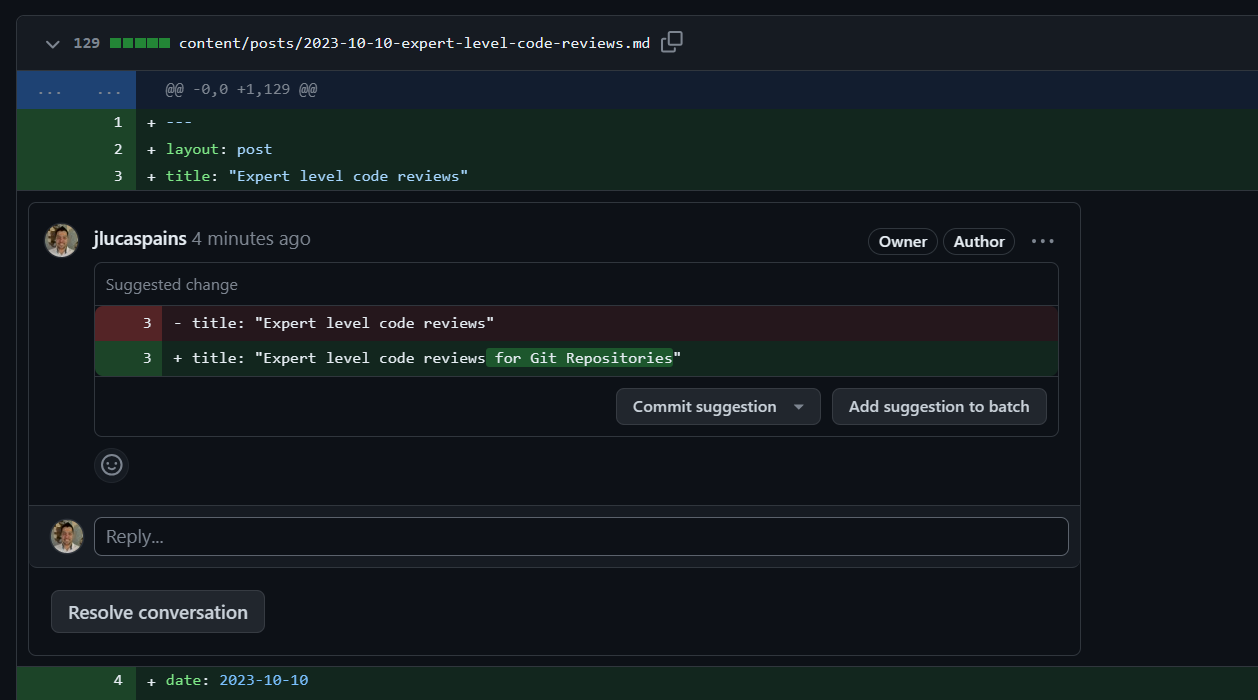 129 content/posts/2023-10-10-expert-level-code-reviews.md
... ... @@ -0,0 +1,129 @@
1 + ---
2 + layout: post
3 + title: "Expert level code reviews"
jlucaspains 4 minutes ago Owner Author ...
Suggested change
3 - title: "Expert level code reviews"
3 + title: "Expert level code reviews for Git Repositories"
Commit suggestion Add suggestion to batch
Reply...
Resolve conversation
4 + date: 2023-10-10